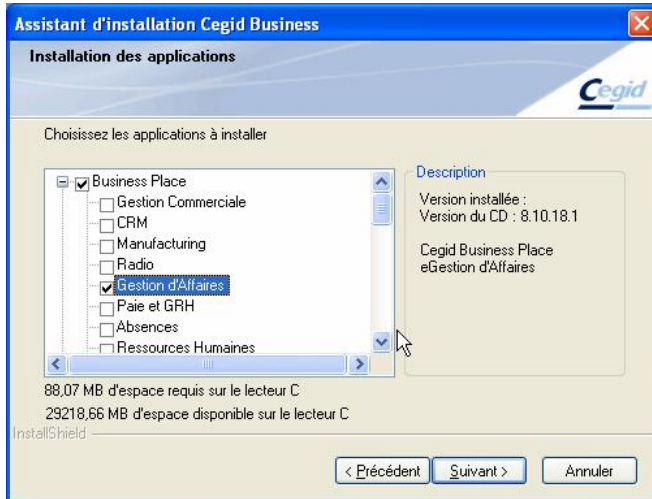 Assistant d'installation Cegid Business
Installation des applications
Cegid
Choisissez les applications à installer
Business Place
Gestion Commerciale
CRM
Manufacturing
Radio
Gestion d'Affaires
Paie et GRH
Absences
Ressources Humaines
Description
Version installée :
Version du CD : 8.10.18.1
Cegid Business Place
eGestion d'Affaires
88,07 MB d'espace requis sur le lecteur C
29218,66 MB d'espace disponible sur le lecteur C
InstallShield
< Précédent
Suivant >
Annuler